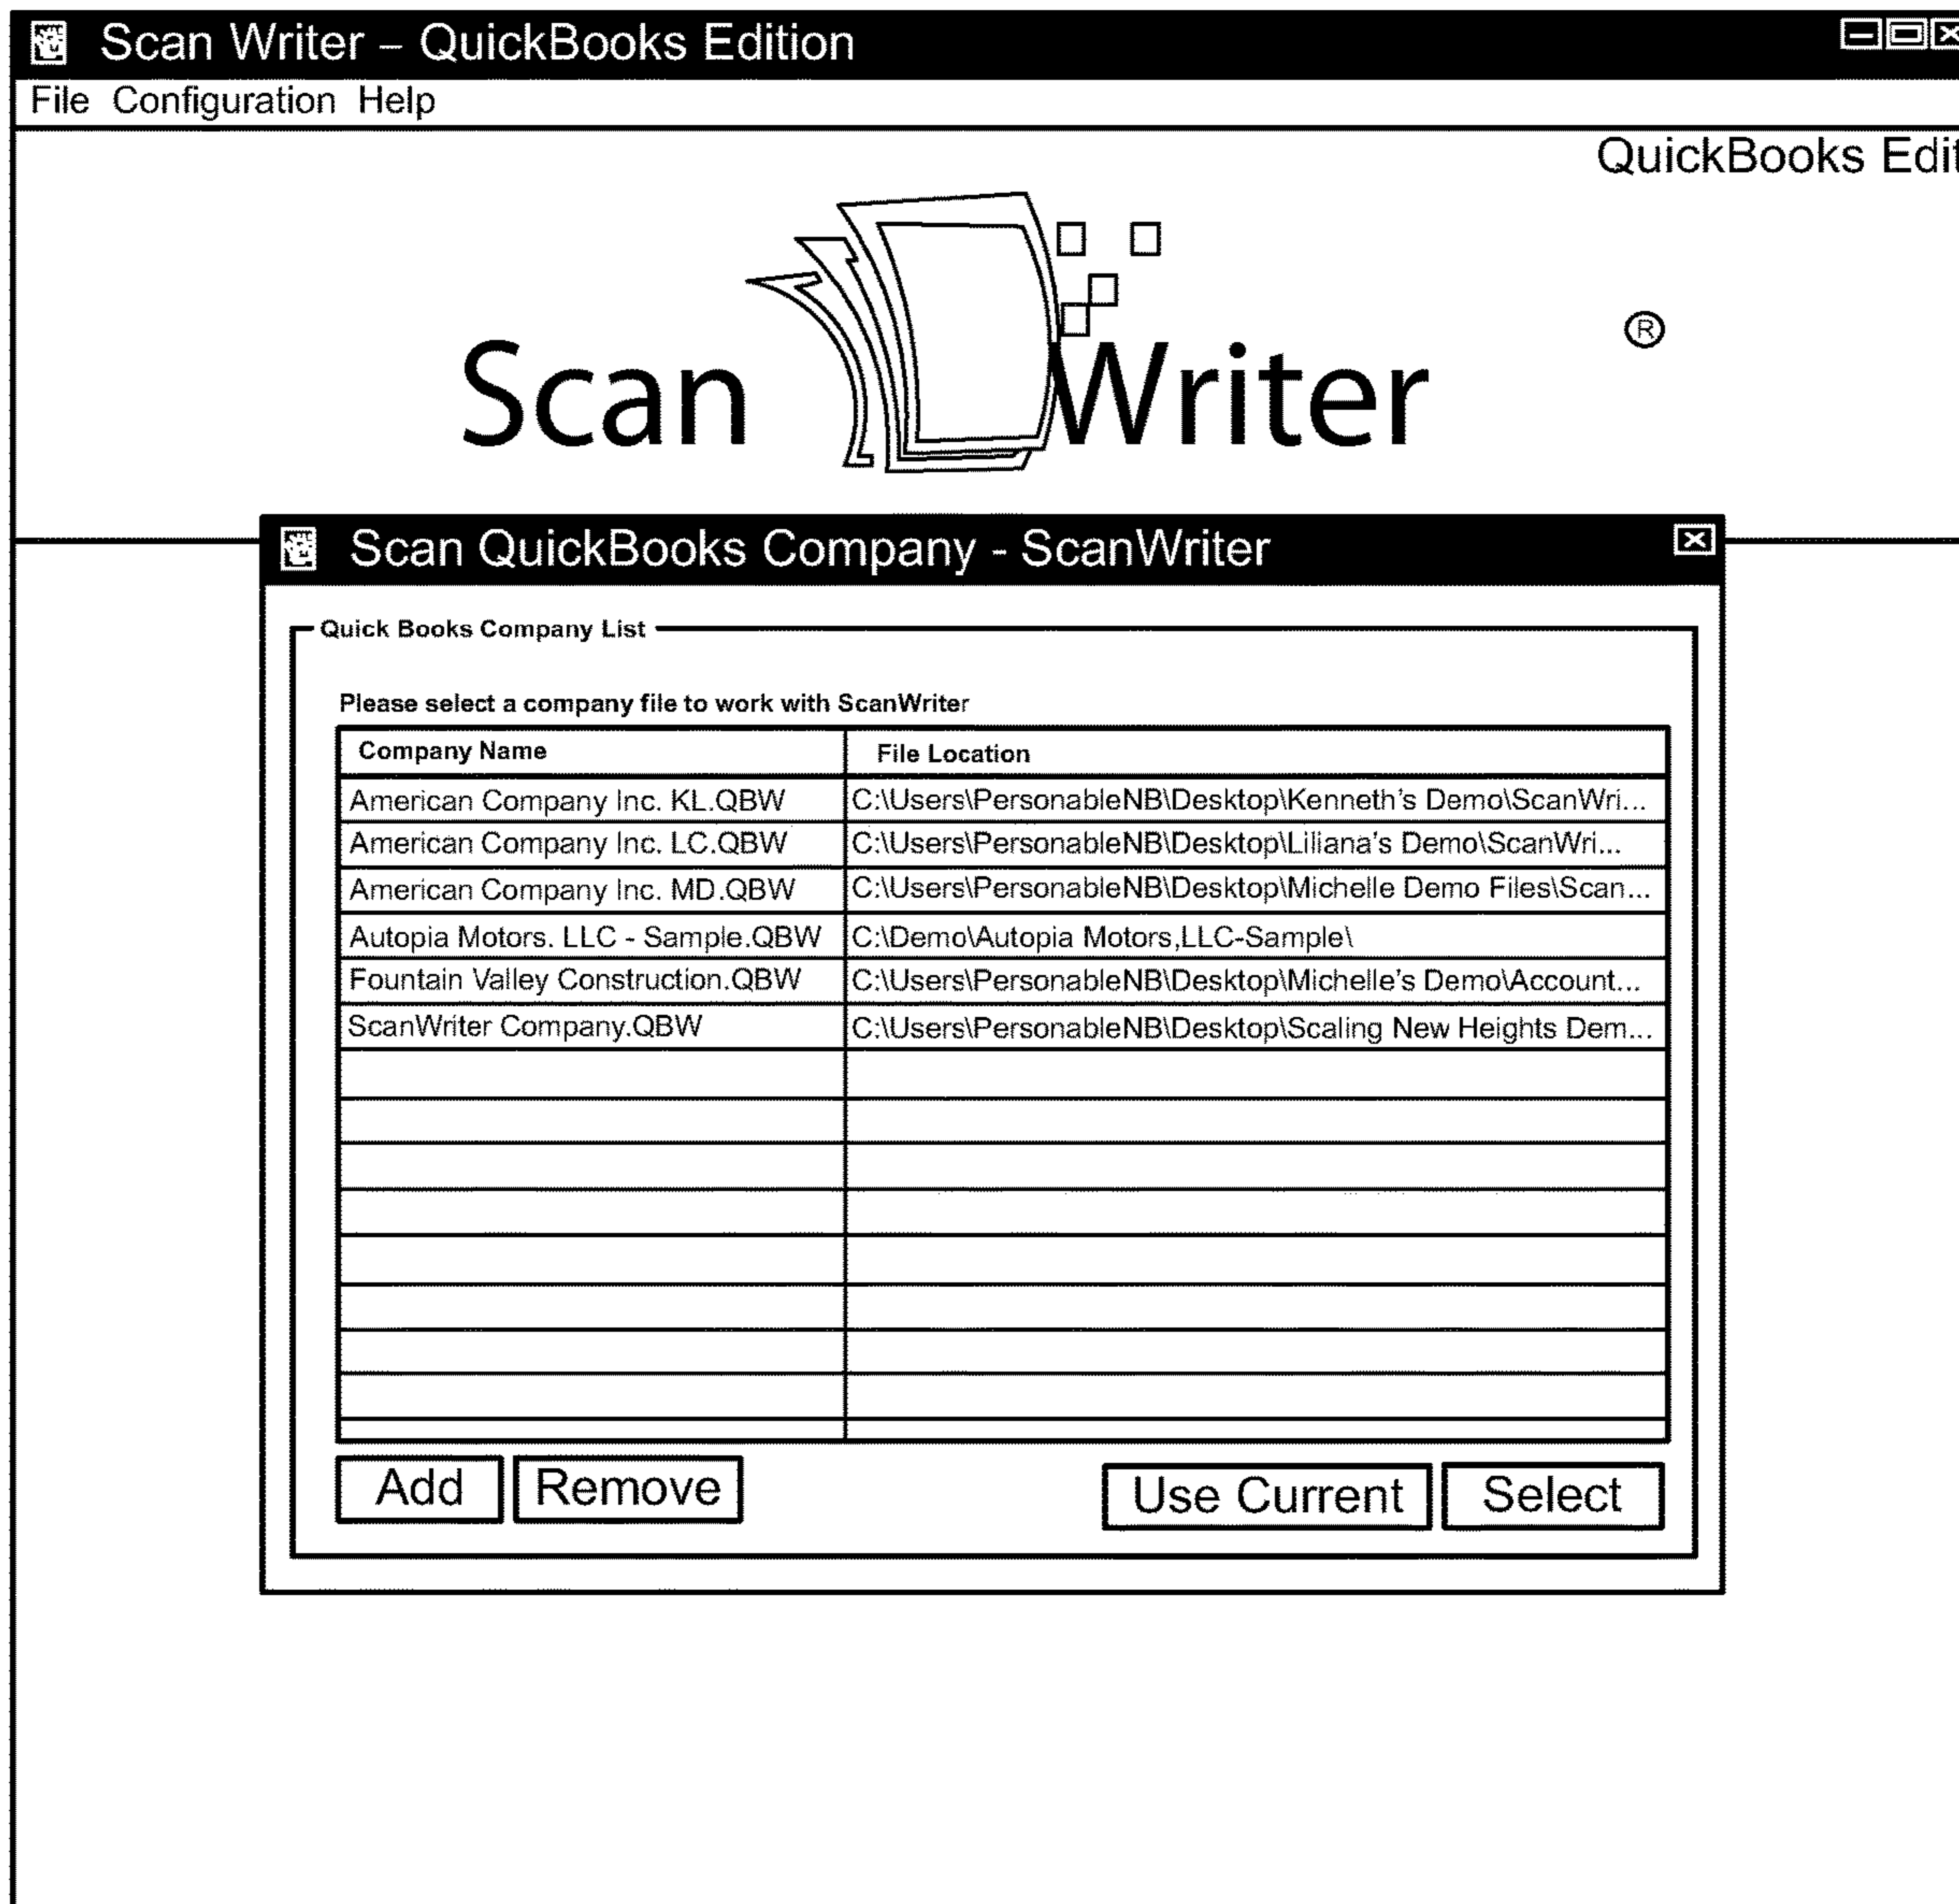 Scan Writer – QuickBooks Edition
File Configuration Help
QuickBooks Edit
Scan Writer ®
Scan QuickBooks Company - ScanWriter
Quick Books Company List
Please select a company file to work with ScanWriter
Company Name File Location
American Company Inc. KL.QBW C:\Users\PersonableNB\Desktop\Kenneth's Demo\ScanWri...
American Company Inc. LC.QBW C:\Users\PersonableNB\Desktop\Liliana's Demo\ScanWri...
American Company Inc. MD.QBW C:\Users\PersonableNB\Desktop\Michelle Demo Files\Scan...
Autopia Motors. LLC - Sample.QBW C:\Demo\Autopia Motors,LLC-Sample\
Fountain Valley Construction.QBW C:\Users\PersonableNB\Desktop\Michelle's Demo\Account...
ScanWriter Company.QBW C:\Users\PersonableNB\Desktop\Scaling New Heights Dem...
Add Remove Use Current Select